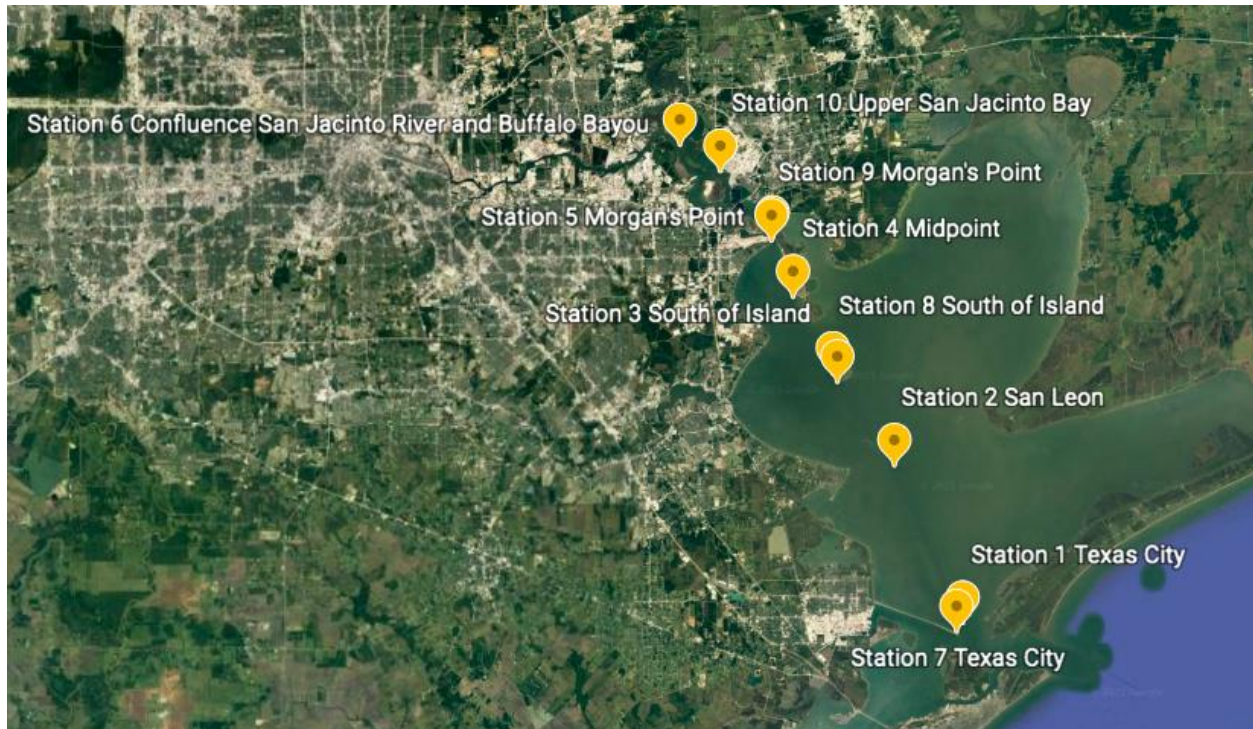 Station 10 Upper San Jacinto Bay
Station 6 Confluence San Jacinto River and Buffalo Bayou
Station 9 Morgan's Point
Station 5 Morgan's Point
Station 4 Midpoint
Station 8 South of Island
Station 3 South of Island
Station 2 San Leon
Station 1 Texas City
Station 7 Texas City